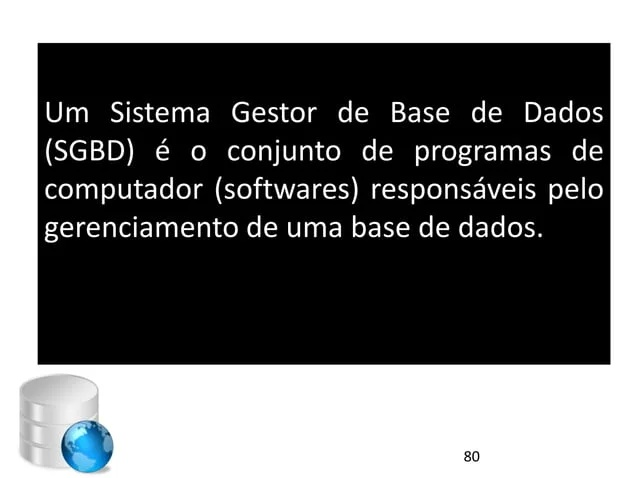 Um Sistema Gestor de Base de Dados
(SGBD) é o conjunto de programas de
computador (softwares) responsáveis pelo
gerenciamento de uma base de dados.
80